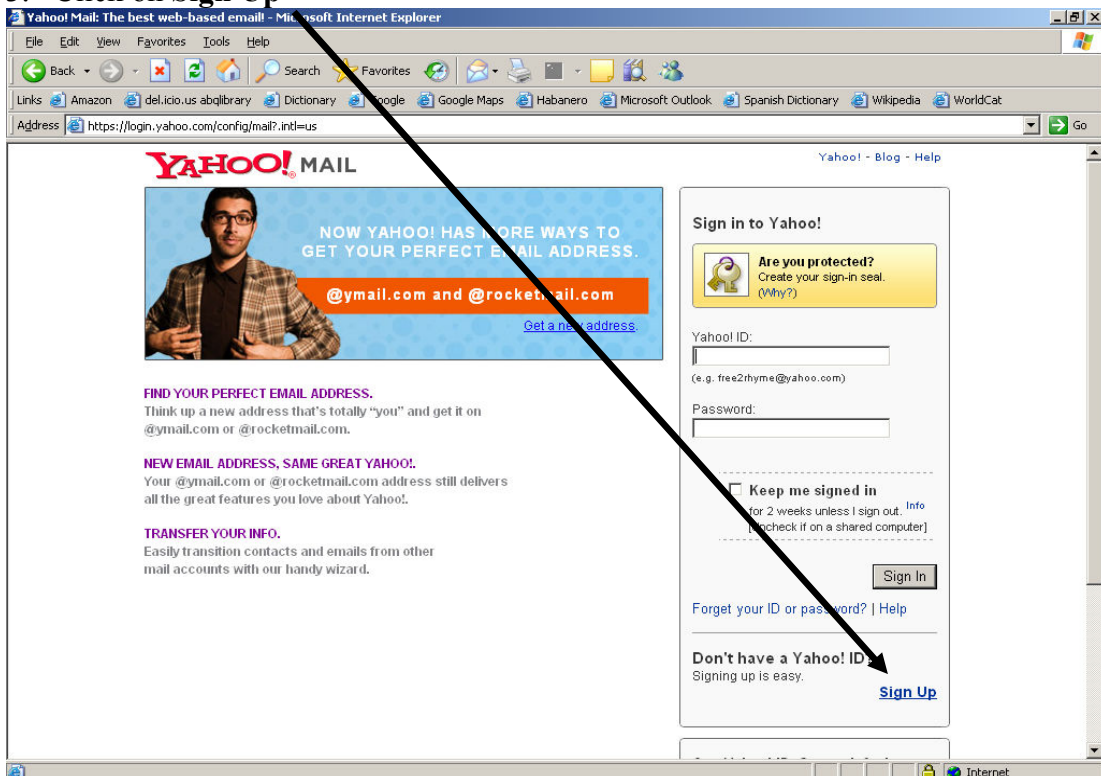 Click on Sign Up
Yahoo! Mail: The best web-based email! - Microsoft Internet Explorer
File Edit View Favorites Tools Help
Back Search Favorites
Links Amazon del.icio.us abqlibrary Dictionary Google Google Maps Habanero Microsoft Outlook Spanish Dictionary Wikipedia WorldCat
Address https://login.yahoo.com/config/mail?.intl=us Go
YAHOO! MAIL
Yahoo! - Blog - Help
NOW YAHOO! HAS MORE WAYS TO
GET YOUR PERFECT EMAIL ADDRESS.
@ymail.com and @rocketmail.com
Get a new address.
FIND YOUR PERFECT EMAIL ADDRESS.
Think up a new address that's totally “you” and get it on
@ymail.com or @rocketmail.com.
NEW EMAIL ADDRESS, SAME GREAT YAHOO!.
Your @ymail.com or @rocketmail.com address still delivers
all the great features you love about Yahoo!.
TRANSFER YOUR INFO.
Easily transition contacts and emails from other
mail accounts with our handy wizard.
Sign in to Yahoo!
Are you protected?
Create your sign-in seal.
(Why?)
Yahoo! ID:
(e.g. free2rhyme@yahoo.com)
Password:
Keep me signed in
for 2 weeks unless I sign out. Info
[Uncheck if on a shared computer]
Sign In
Forget your ID or password? | Help
Don't have a Yahoo! ID?
Signing up is easy.
Sign Up
Internet